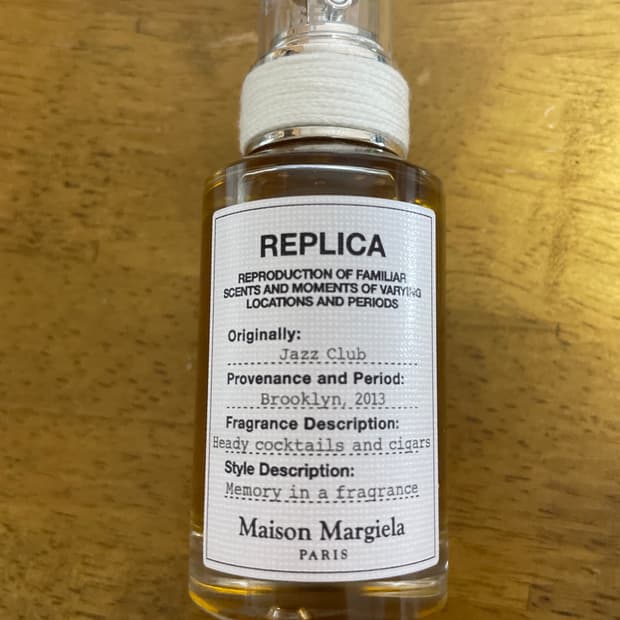 REPLICA
REPRODUCTION OF FAMILIAR
SCENTS AND MOMENTS OF VARYING
LOCATIONS AND PERIODS
Originally:
Jazz Club
Provenance and Period:
Brooklyn, 2013
Fragrance Description:
Heady cocktails and cigars
Style Description:
Memory in a fragrance
Maison Margiela
PARIS